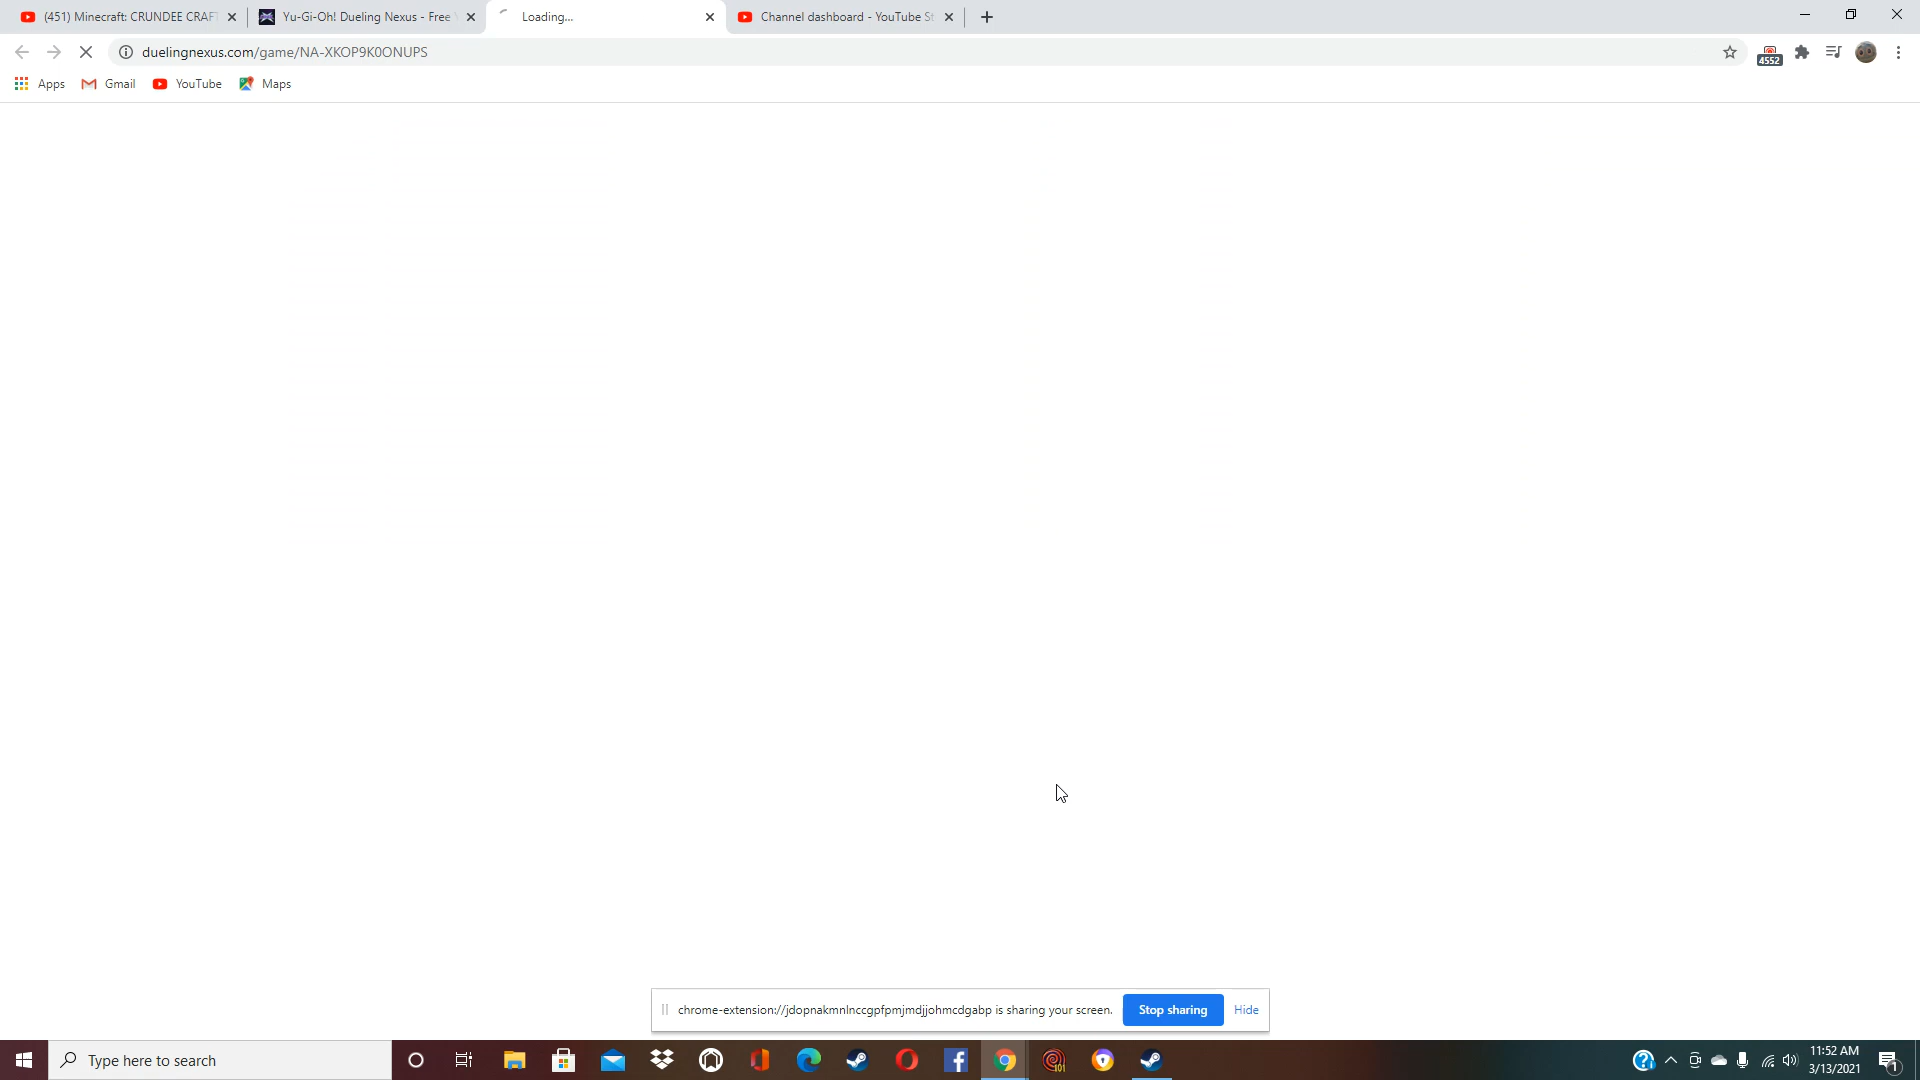 (451) Minecraft: CRUNDEE CRAFT
Yu-Gi-Oh! Dueling Nexus - Free
Loading...
Channel dashboard - YouTube St
duelingnexus.com/game/NA-XKOP9K0ONUPS
4552
Apps
Gmail
YouTube
Maps
chrome-extension://jdopnakmnlnccgpfpmjmdjjohmcdgabp is sharing your screen.
Stop sharing
Hide
Type here to search
101
11:52 AM
3/13/2021
1